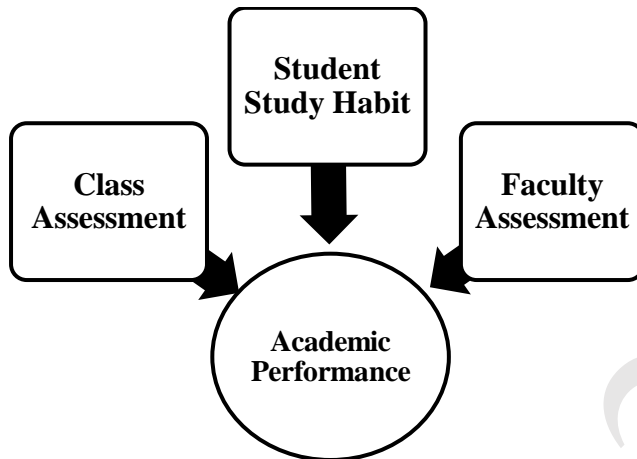 Student
Study Habit
Class
Assessment
Faculty
Assessment
Academic
Performance